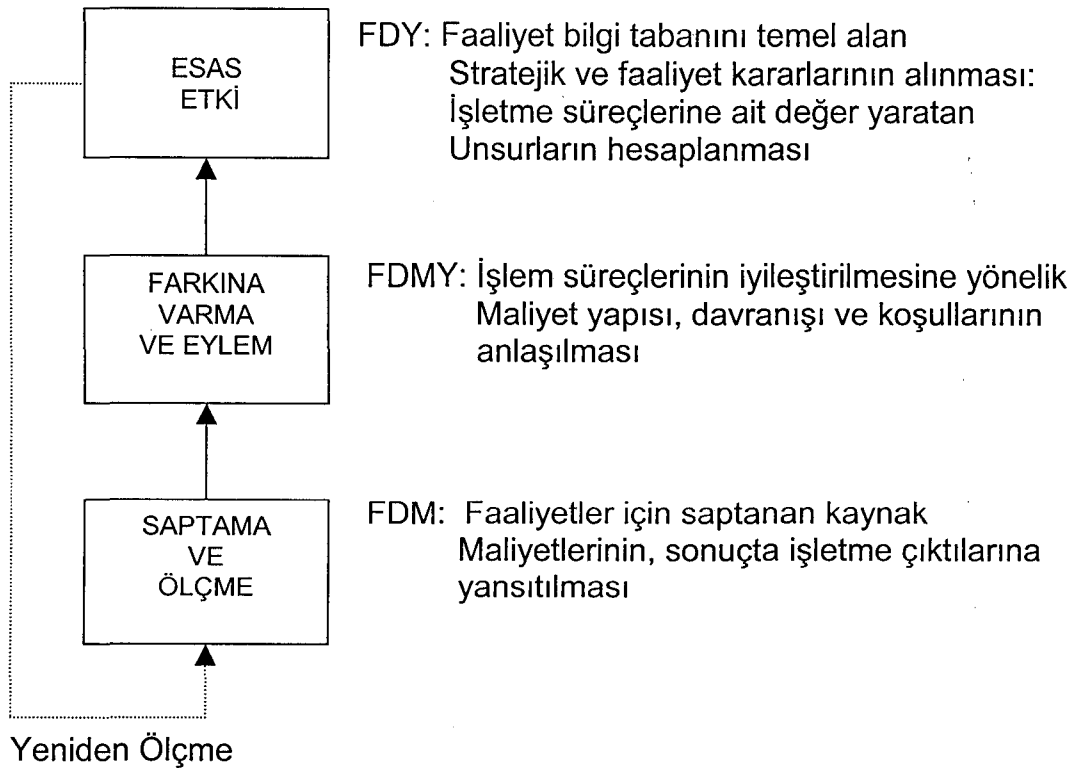 ESAS
ETKİ
FDY: Faaliyet bilgi tabanını temel alan
Stratejik ve faaliyet kararlarının alınması:
İşletme süreçlerine ait değer yaratan
Unsurların hesaplanması
FARKINA
VARMA
VE EYLEM
FDMY: İşlem süreçlerinin iyileştirilmesine yönelik
Maliyet yapısı, davranışı ve koşullarının
anlaşılması
SAPTAMA
VE
ÖLÇME
FDM: Faaliyetler için saptanan kaynak
Maliyetlerinin, sonuçta işletme çıktılarına
yansıtılması
Yeniden Ölçme